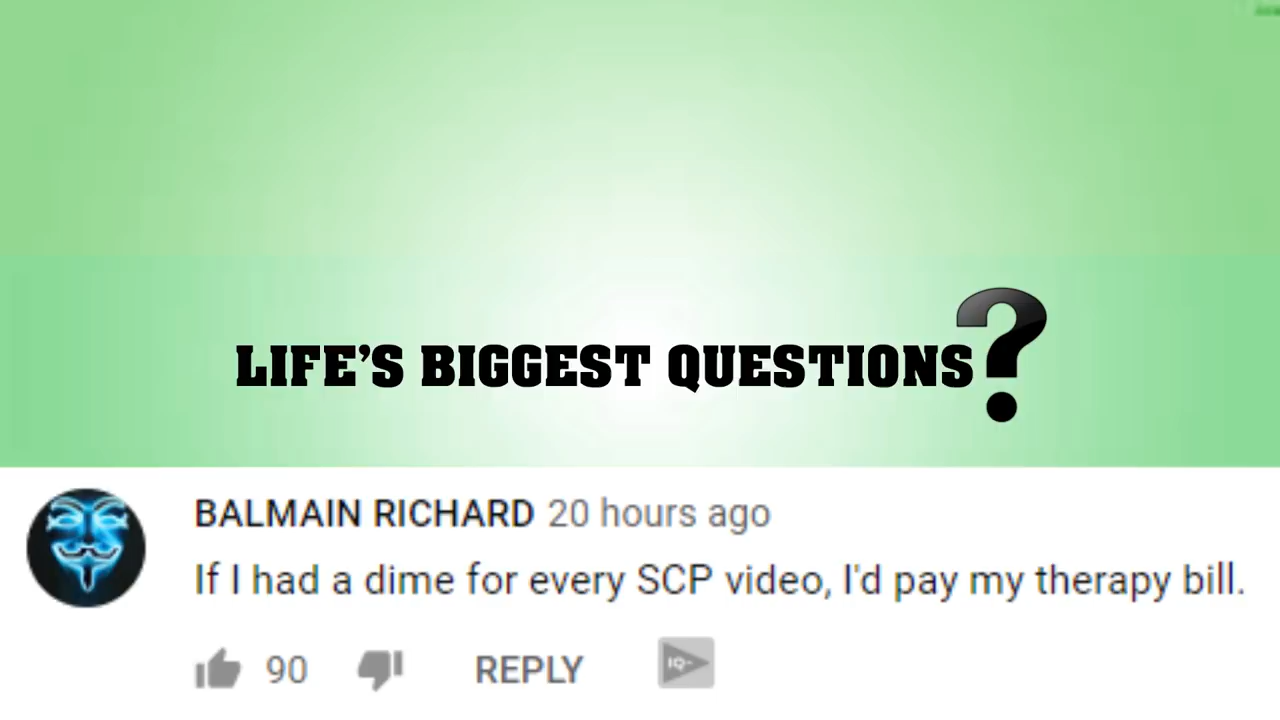 LIFE’S BIGGEST QUESTIONS?
BALMAIN RICHARD 20 hours ago
If I had a dime for every SCP video, I'd pay my therapy bill.
90 REPLY IQ-